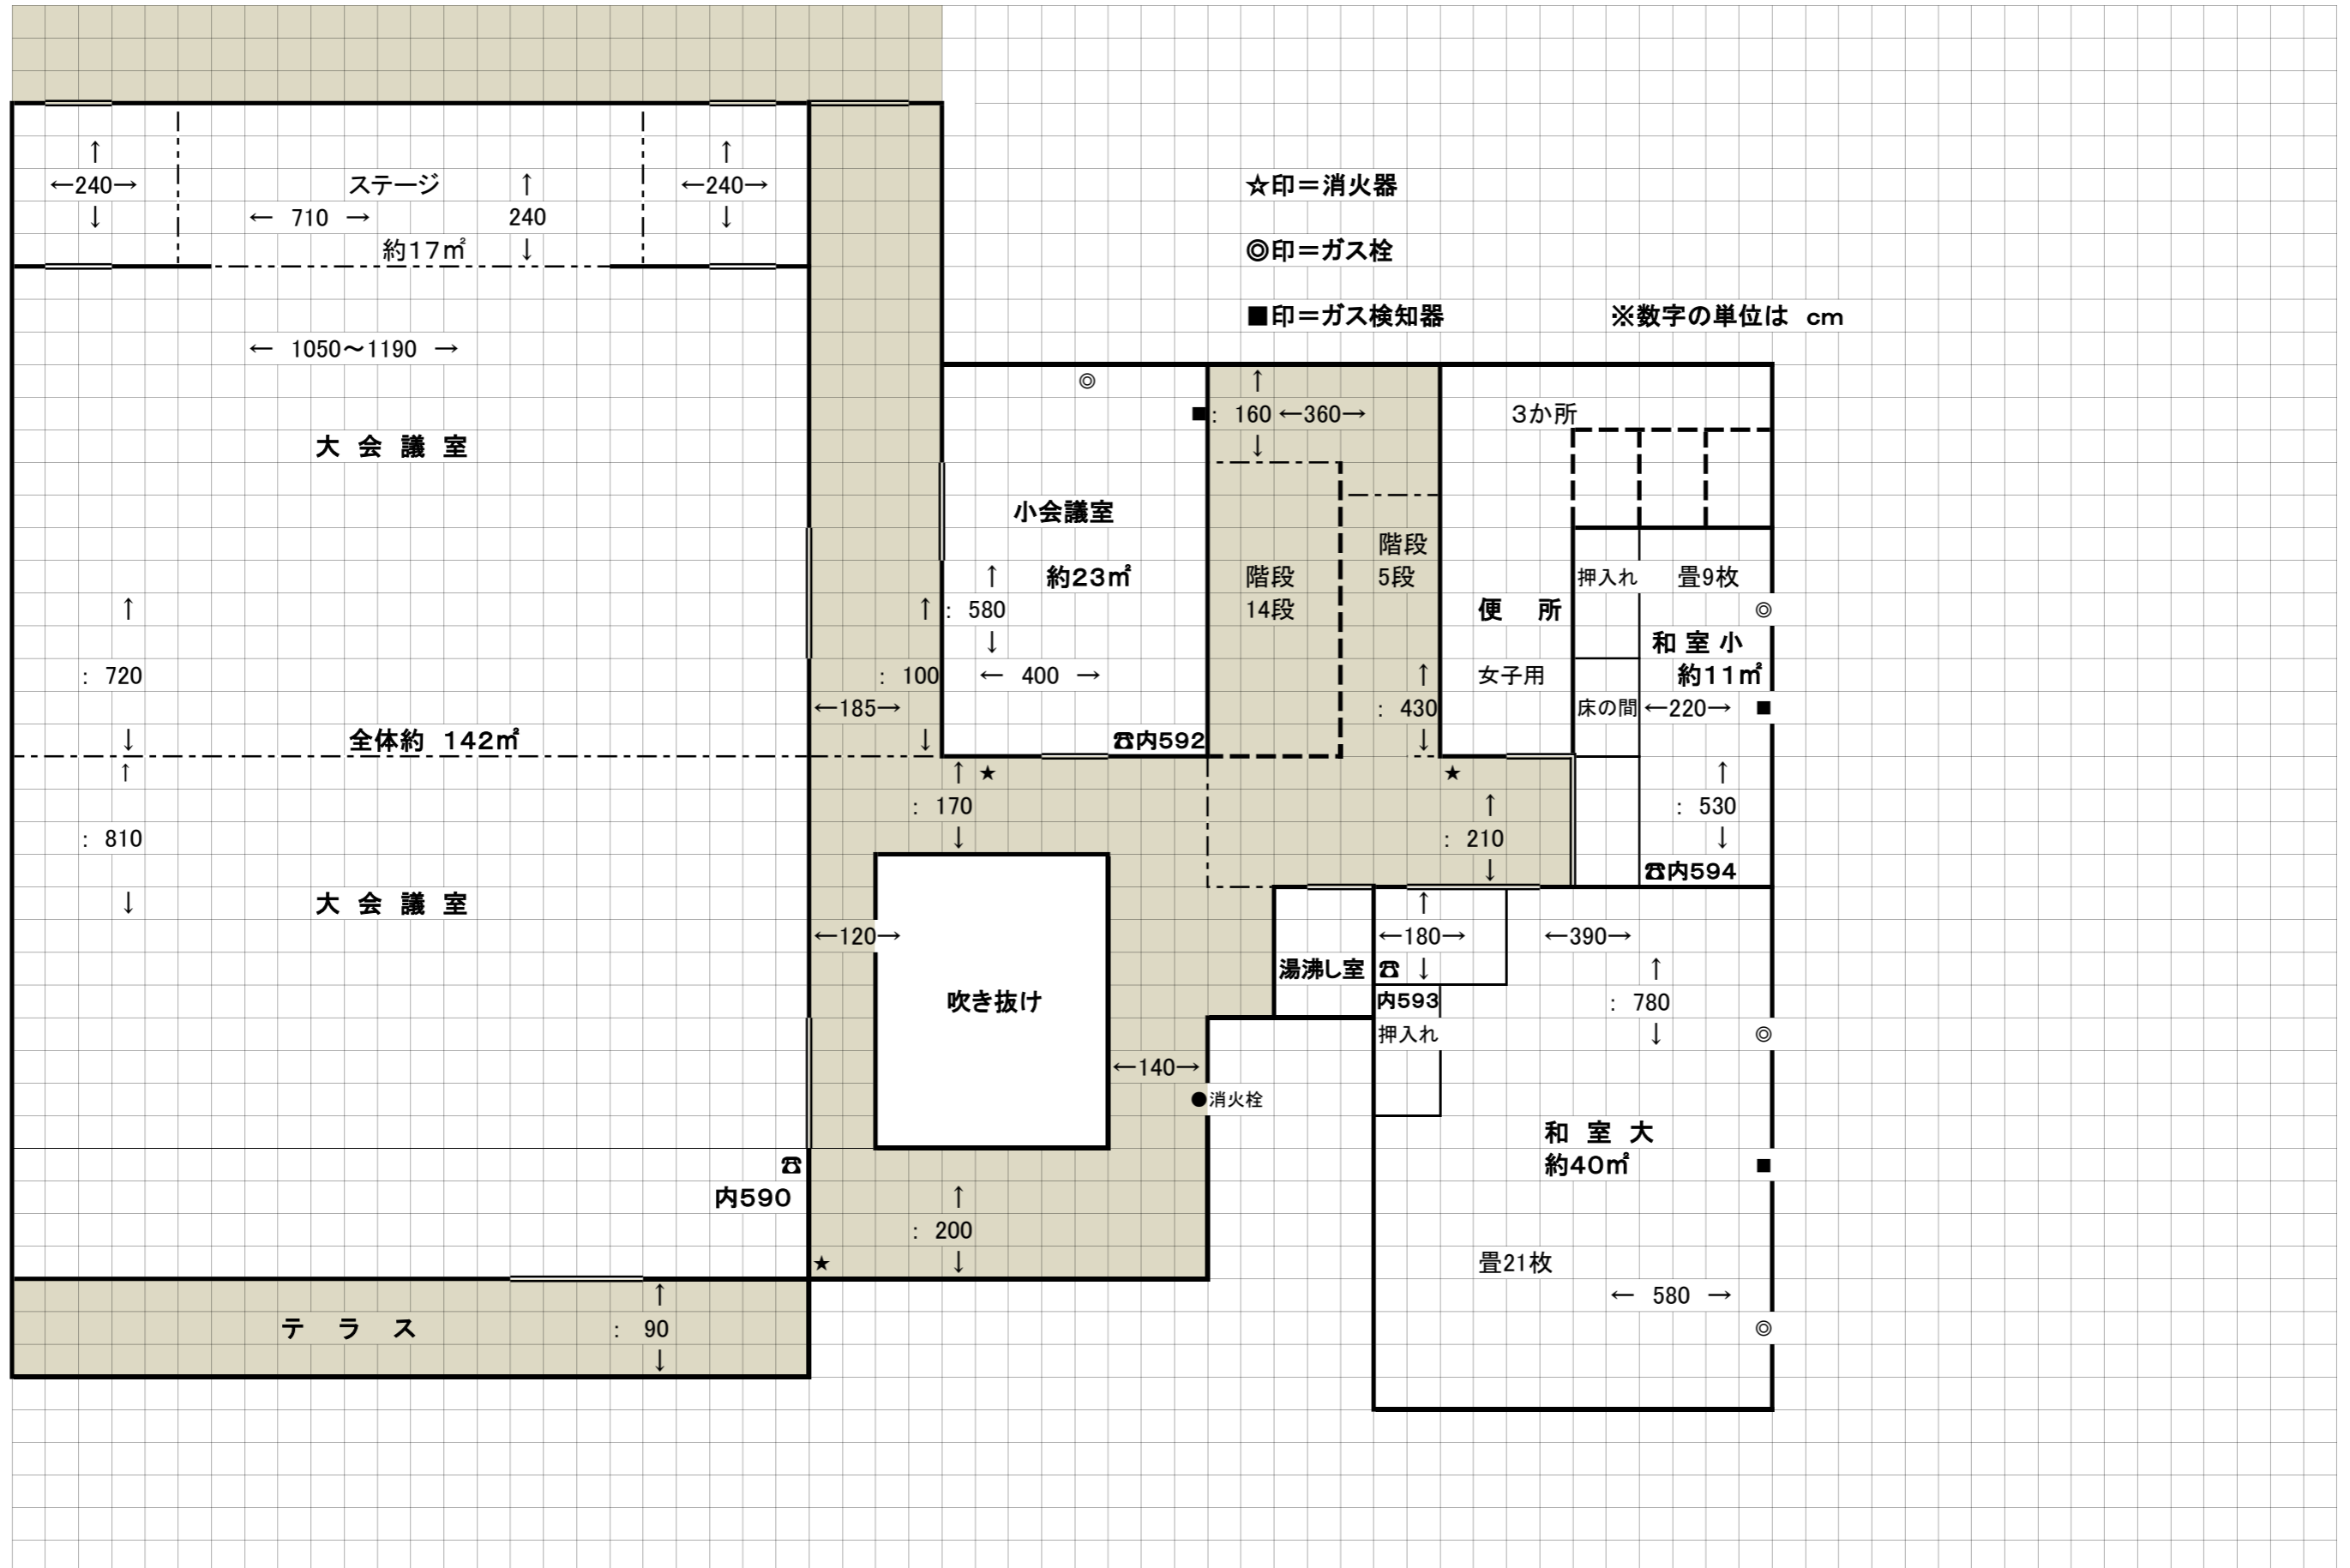 ←240→
ステージ
← 710 →
↑
240
↓
約17㎡
←240→
☆印＝消火器
◎印＝ガス栓
■印＝ガス検知器
※数字の単位は cm
← 1050～1190 →
大 会 議 室
： 720
全体約 142㎡
： 810
大 会 議 室
☎
内590
テ ラ ス
： 90
◎
■
小会議室
約23㎡
： 580
← 400 →
☎内592
： 100
←185→
： 160
←360→
階段
14段
階段
5段
： 430
3か所
便 所
女子用
押入れ
畳9枚
◎
和 室 小
約11㎡
床の間
←220→
■
： 530
☎内594
★
： 170
★
： 210
←120→
吹き抜け
←140→
●消火栓
： 200
★
湯沸し室
←180→
☎
内593
押入れ
←390→
： 780
◎
和 室 大
約40㎡
■
畳21枚
← 580 →
◎